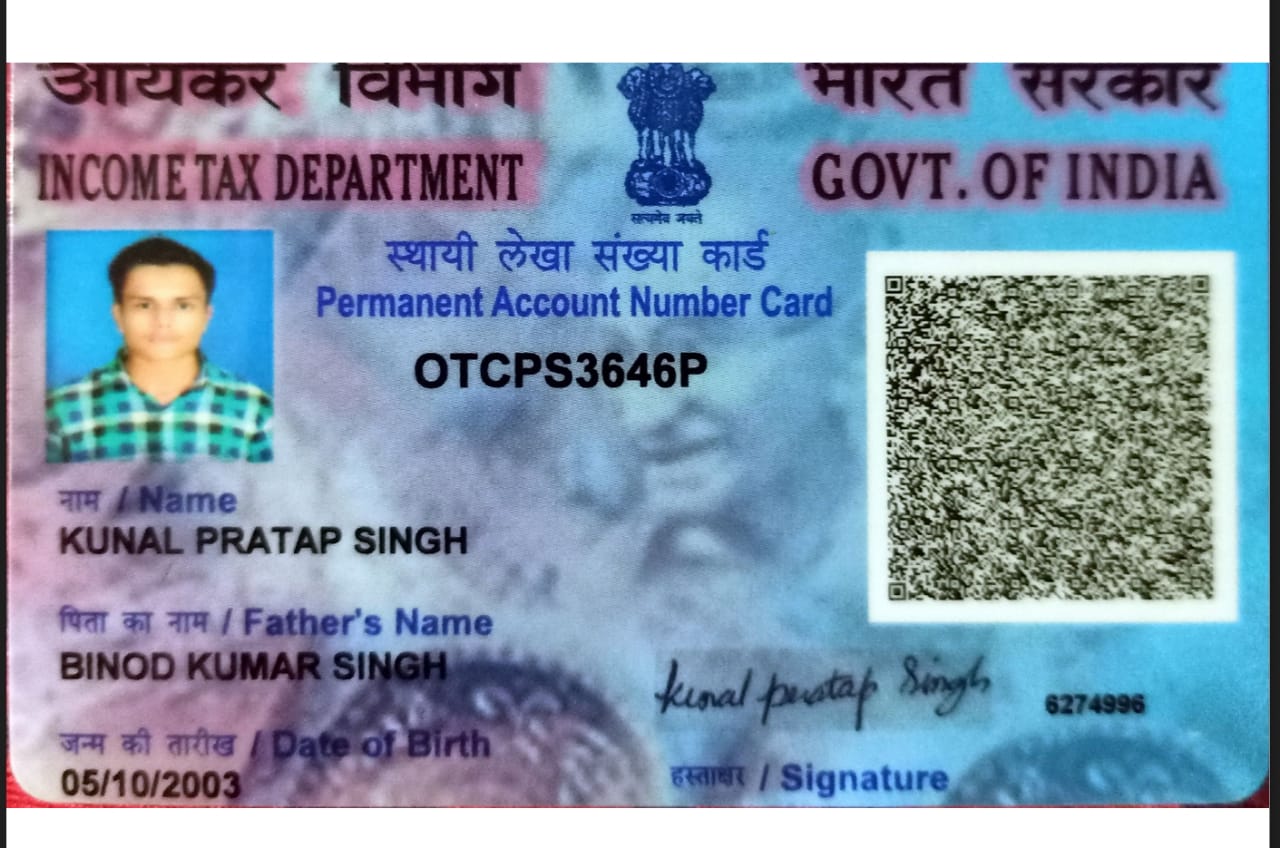 आयकर विभाग
भारत सरकार
INCOME TAX DEPARTMENT
GOVT. OF INDIA
सत्यमेव जयते
स्थायी लेखा संख्या कार्ड
Permanent Account Number Card
OTCPS3646P
नाम / Name
KUNAL PRATAP SINGH
पिता का नाम / Father's Name
BINOD KUMAR SINGH
kunal pratap Singh
6274996
जन्म की तारीख / Date of Birth
05/10/2003
हस्ताक्षर / Signature